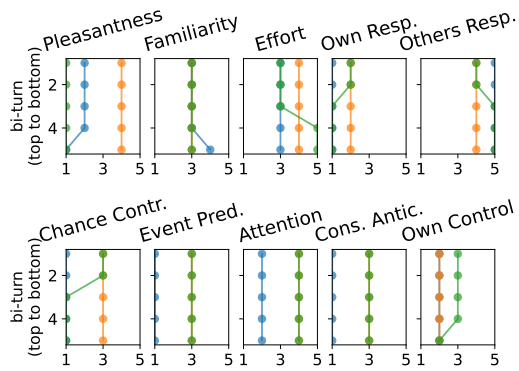 Pleasantness
Familiarity
Effort
Own Resp.
Others Resp.
bi-turn
(top to bottom)
2
4
1 3 5
1 3 5
1 3 5
1 3 5
1 3 5
Chance Contr.
Event Pred.
Attention
Cons. Antic.
Own Control
bi-turn
(top to bottom)
2
4
1 3 5
1 3 5
1 3 5
1 3 5
1 3 5